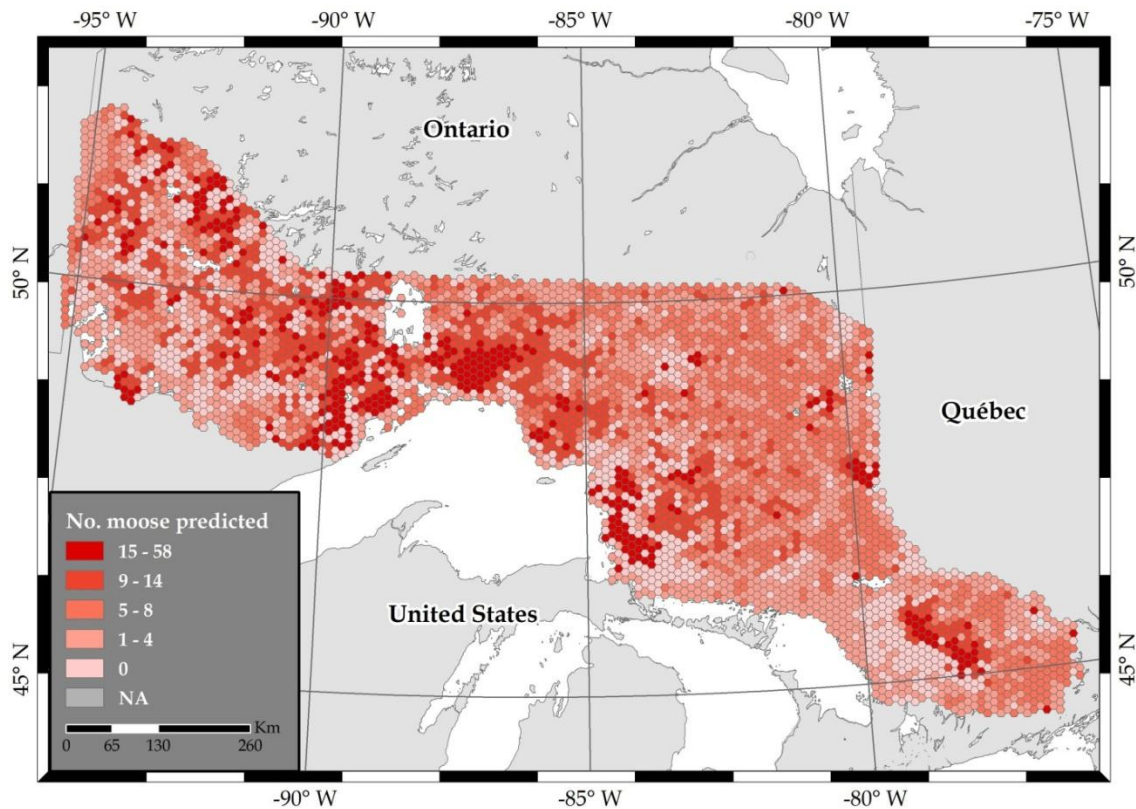 -95° W -90° W -85° W -80° W -75° W
Ontario
50° N
50° N
Québec
No. moose predicted
15 - 58
9 - 14
5 - 8
1 - 4
0
NA
Km
0 65 130 260
United States
45° N
45° N
-90° W -85° W -80° W